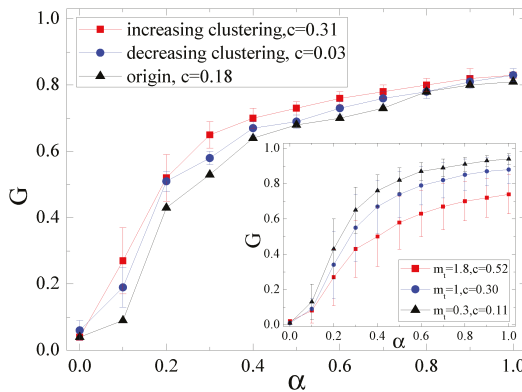 1.0
0.8
0.6
0.4
0.2
0.0
G
increasing clustering,c=0.31
decreasing clustering, c=0.03
origin, c=0.18
1.0
0.8
0.6
0.4
0.2
0.0
G
m_t=1.8,c=0.52
m_t=1,c=0.30
m_t=0.3,c=0.11
0.0 0.2 0.4 0.6 0.8 1.0
α
0.0 0.2 0.4 0.6 0.8 1.0
α